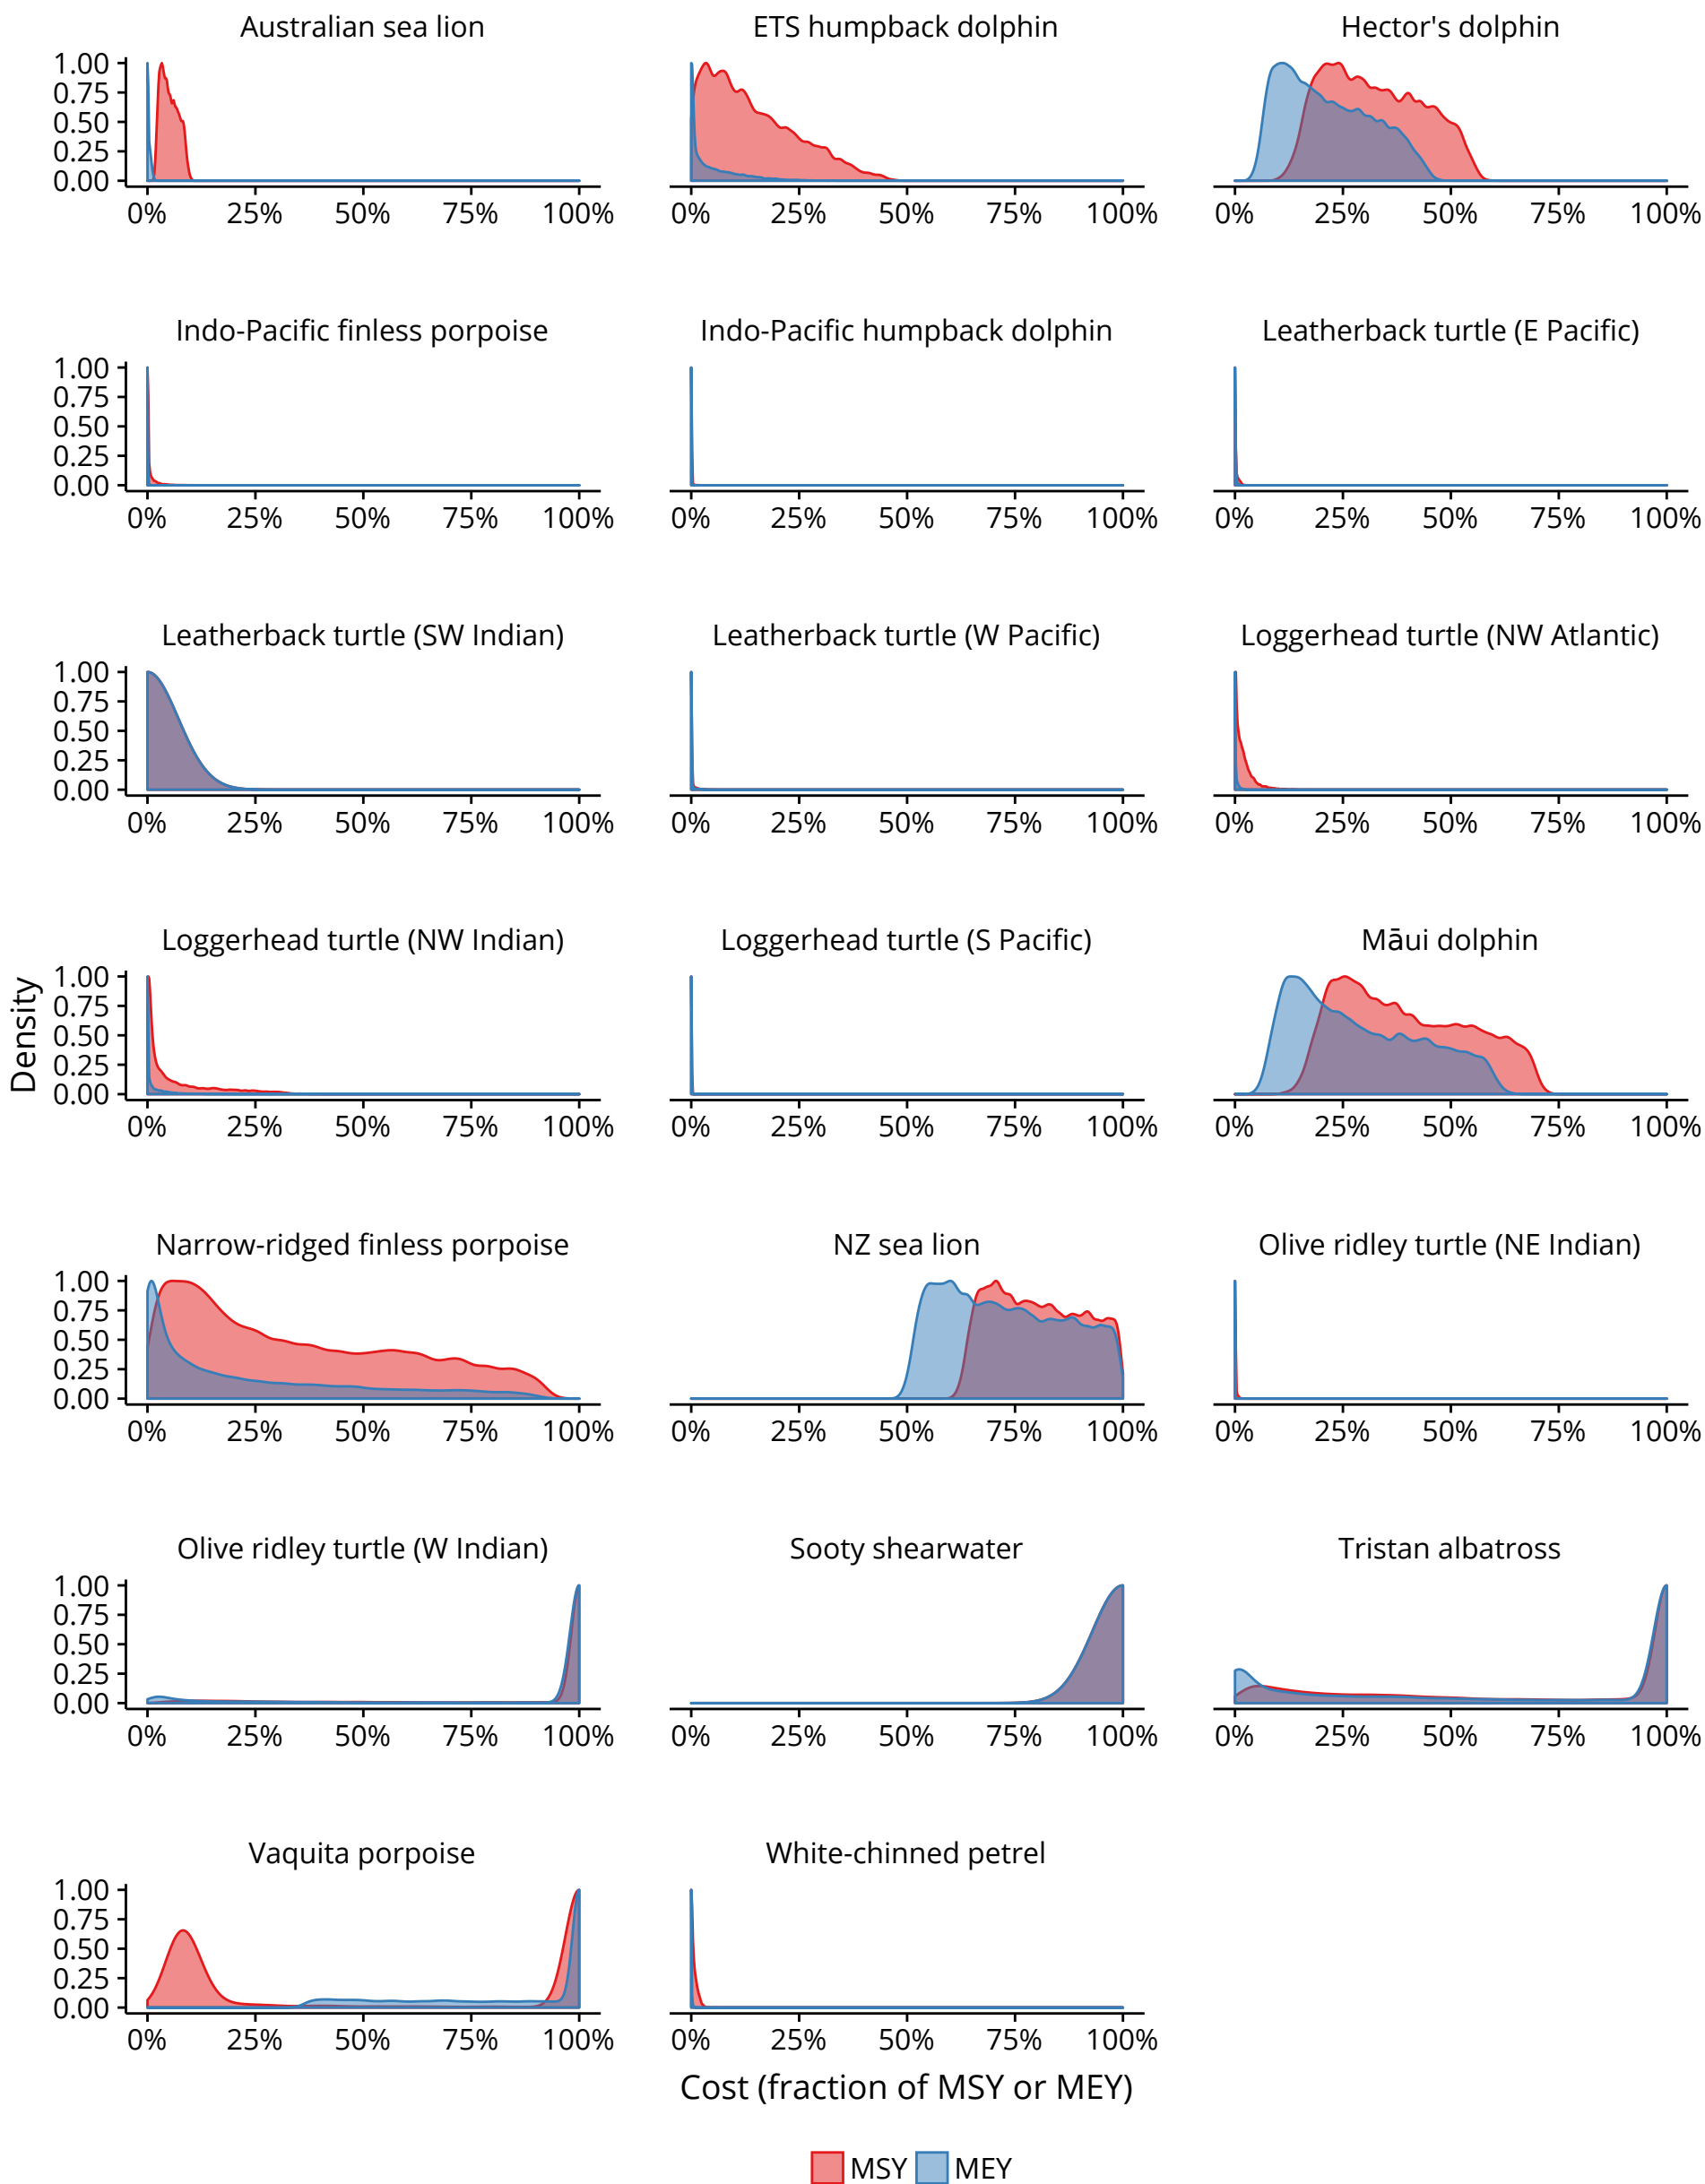 Australian sea lion ETS humpback dolphin Hector's dolphin
1.00
0.75
0.50
0.25
0.00
0% 25% 50% 75% 100% 0% 25% 50% 75% 100% 0% 25% 50% 75% 100%
Indo-Pacific finless porpoise Indo-Pacific humpback dolphin Leatherback turtle (E Pacific)
1.00
0.75
0.50
0.25
0.00
0% 25% 50% 75% 100% 0% 25% 50% 75% 100% 0% 25% 50% 75% 100%
Leatherback turtle (SW Indian) Leatherback turtle (W Pacific) Loggerhead turtle (NW Atlantic)
1.00
0.75
0.50
0.25
0.00
0% 25% 50% 75% 100% 0% 25% 50% 75% 100% 0% 25% 50% 75% 100%
Loggerhead turtle (NW Indian) Loggerhead turtle (S Pacific) Māui dolphin
Density
1.00
0.75
0.50
0.25
0.00
0% 25% 50% 75% 100% 0% 25% 50% 75% 100% 0% 25% 50% 75% 100%
Narrow-ridged finless porpoise NZ sea lion Olive ridley turtle (NE Indian)
1.00
0.75
0.50
0.25
0.00
0% 25% 50% 75% 100% 0% 25% 50% 75% 100% 0% 25% 50% 75% 100%
Olive ridley turtle (W Indian) Sooty shearwater Tristan albatross
1.00
0.75
0.50
0.25
0.00
0% 25% 50% 75% 100% 0% 25% 50% 75% 100% 0% 25% 50% 75% 100%
Vaquita porpoise White-chinned petrel
1.00
0.75
0.50
0.25
0.00
0% 25% 50% 75% 100% 0% 25% 50% 75% 100%
Cost (fraction of MSY or MEY)
MSY MEY